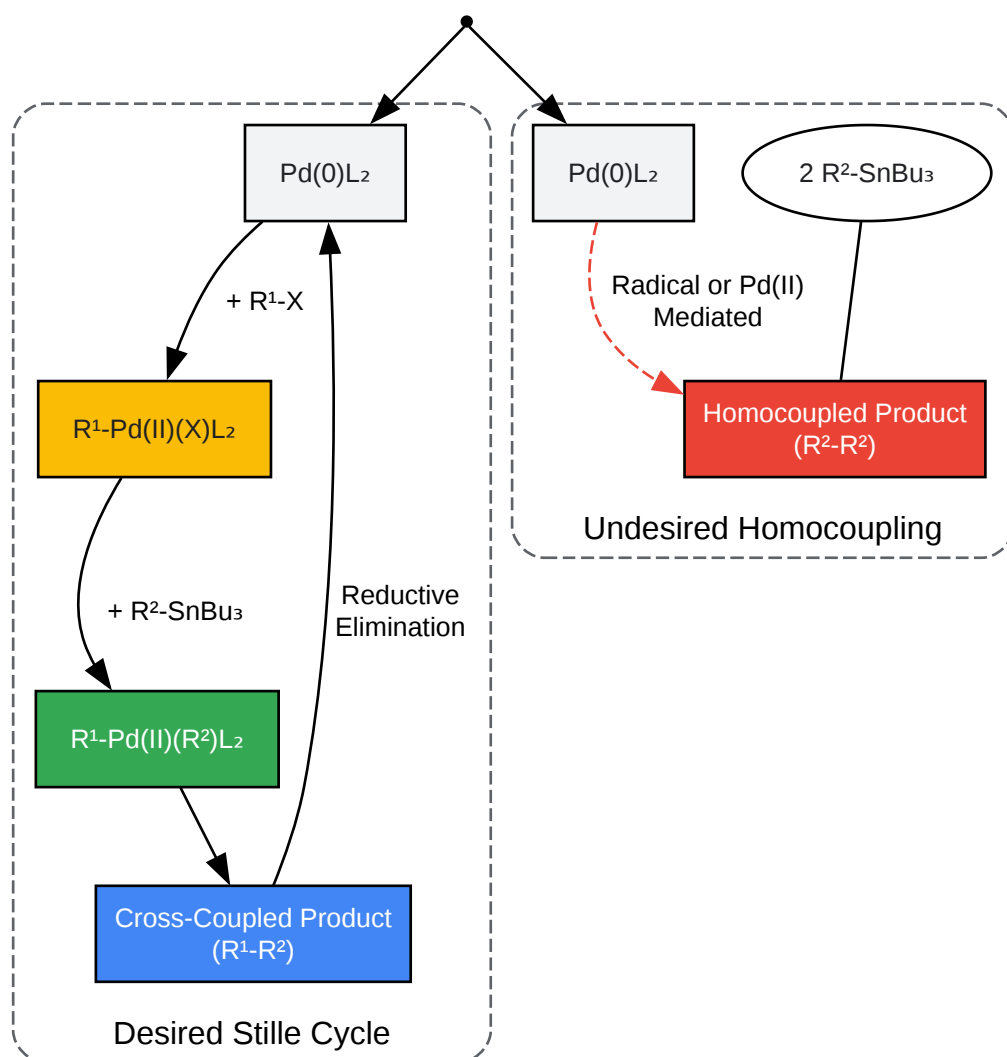 Pd(0)L₂
+ R¹-X
R¹-Pd(II)(X)L₂
+ R²-SnBu₃
Reductive
Elimination
R¹-Pd(II)(R²)L₂
Cross-Coupled Product
(R¹-R²)
Desired Stille Cycle
Pd(0)L₂
2 R²-SnBu₃
Radical or Pd(II)
Mediated
Homocoupled Product
(R²-R²)
Undesired Homocoupling